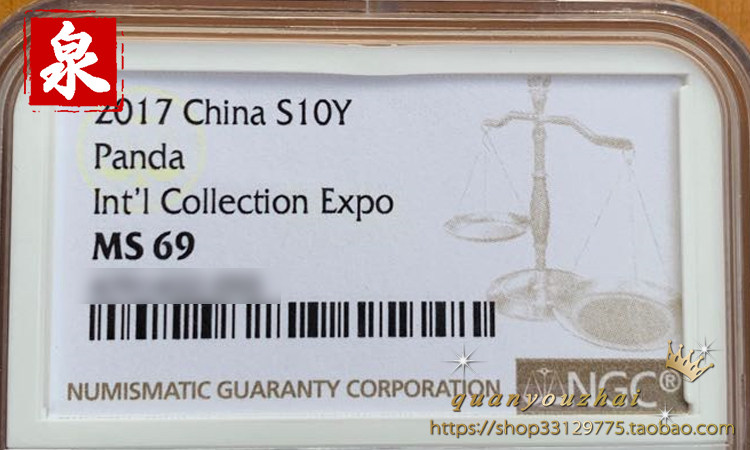 泉
2017 China S10Y
Panda
Int'l Collection Expo
MS 69
NUMISMATIC GUARANTY CORPORATION
NGC®
quanyouzhai
https://shop33129775.taobao.com